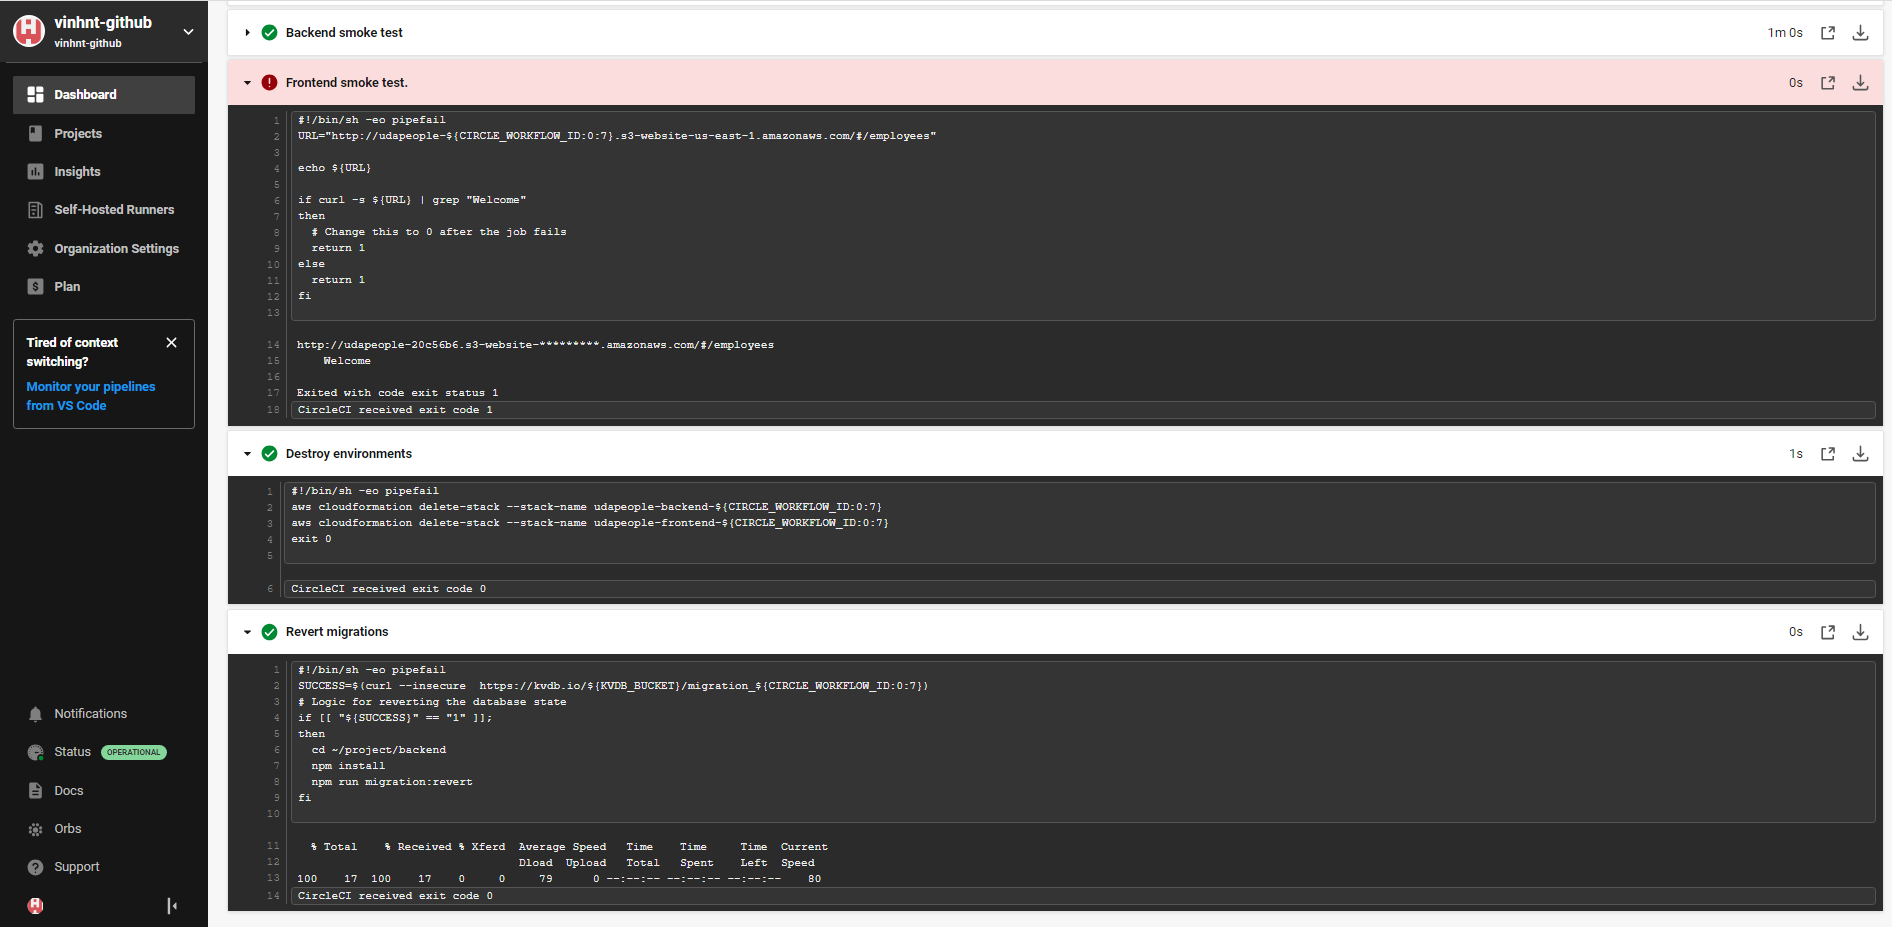 vinhnt-github
vinhnt-github
Dashboard
Projects
Insights
Self-Hosted Runners
Organization Settings
Plan
Tired of context
switching?
Monitor your pipelines
from VS Code
Notifications
Status OPERATIONAL
Docs
Orbs
Support
Backend smoke test 1m 0s
Frontend smoke test. 0s
1 #!/bin/sh -eo pipefail
2 URL="http://udapeople-${CIRCLE_WORKFLOW_ID:0:7}.s3-website-us-east-1.amazonaws.com/#/employees"
3
4 echo ${URL}
5
6 if curl -s ${URL} | grep "Welcome"
7 then
8 # Change this to 0 after the job fails
9 return 1
10 else
11 return 1
12 fi
13
14 http://udapeople-20c56b6.s3-website-*********.amazonaws.com/#/employees
15 Welcome
16
17 Exited with code exit status 1
18 CircleCI received exit code 1
Destroy environments 1s
1 #!/bin/sh -eo pipefail
2 aws cloudformation delete-stack --stack-name udapeople-backend-${CIRCLE_WORKFLOW_ID:0:7}
3 aws cloudformation delete-stack --stack-name udapeople-frontend-${CIRCLE_WORKFLOW_ID:0:7}
4 exit 0
5
6 CircleCI received exit code 0
Revert migrations 0s
1 #!/bin/sh -eo pipefail
2 SUCCESS=$(curl --insecure  https://kvdb.io/${KVDB_BUCKET}/migration_${CIRCLE_WORKFLOW_ID:0:7})
3 # Logic for reverting the database state
4 if [[ "${SUCCESS}" == "1" ]];
5 then
6 cd ~/project/backend
7 npm install
8 npm run migration:revert
9 fi
10
11 % Total % Received % Xferd Average Speed Time Time Time Current
12 Dload Upload Total Spent Left Speed
13 100 17 100 17 0 0 79 0 --:--:-- --:--:-- --:--:-- 80
14 CircleCI received exit code 0